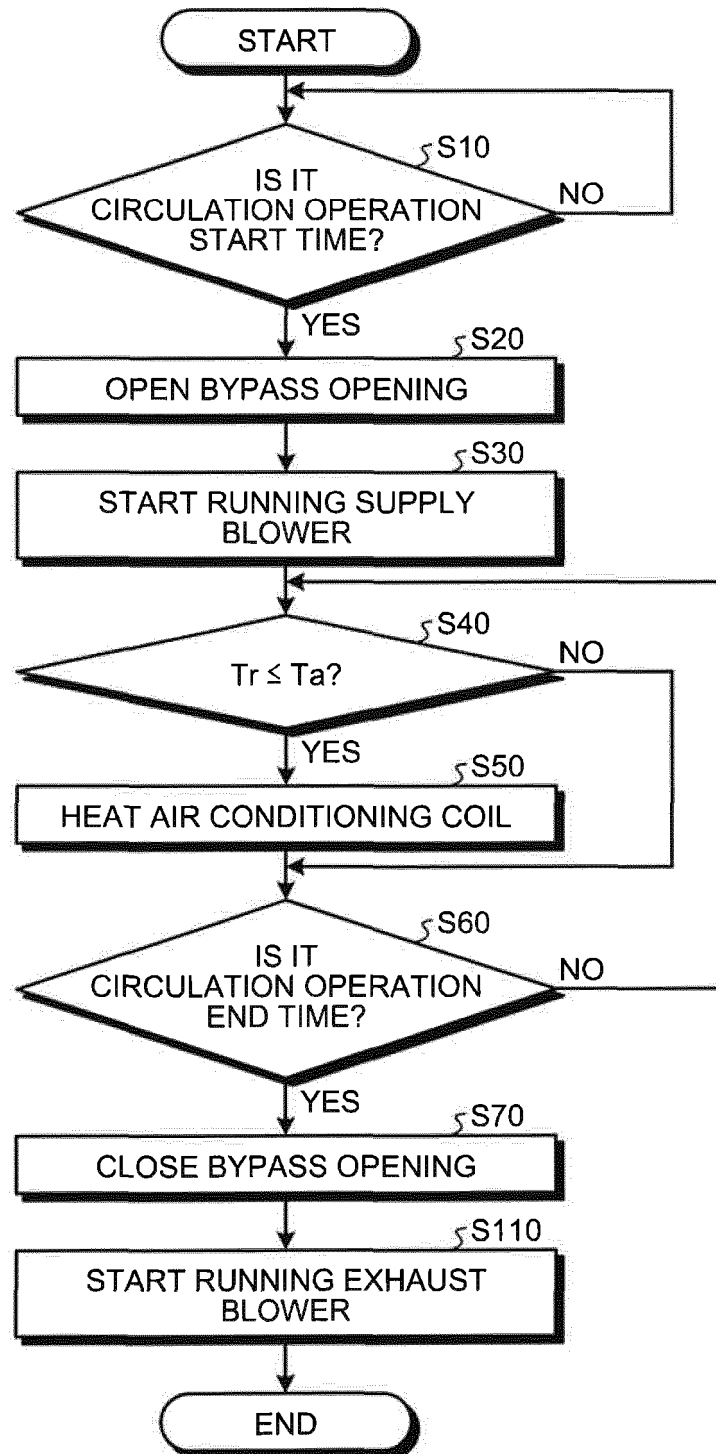 START
S10
IS IT
CIRCULATION OPERATION
START TIME?
NO
YES
S20
OPEN BYPASS OPENING
S30
START RUNNING SUPPLY
BLOWER
S40
Tr ≤ Ta?
NO
YES
S50
HEAT AIR CONDITIONING COIL
S60
IS IT
CIRCULATION OPERATION
END TIME?
NO
YES
S70
CLOSE BYPASS OPENING
S110
START RUNNING EXHAUST
BLOWER
END